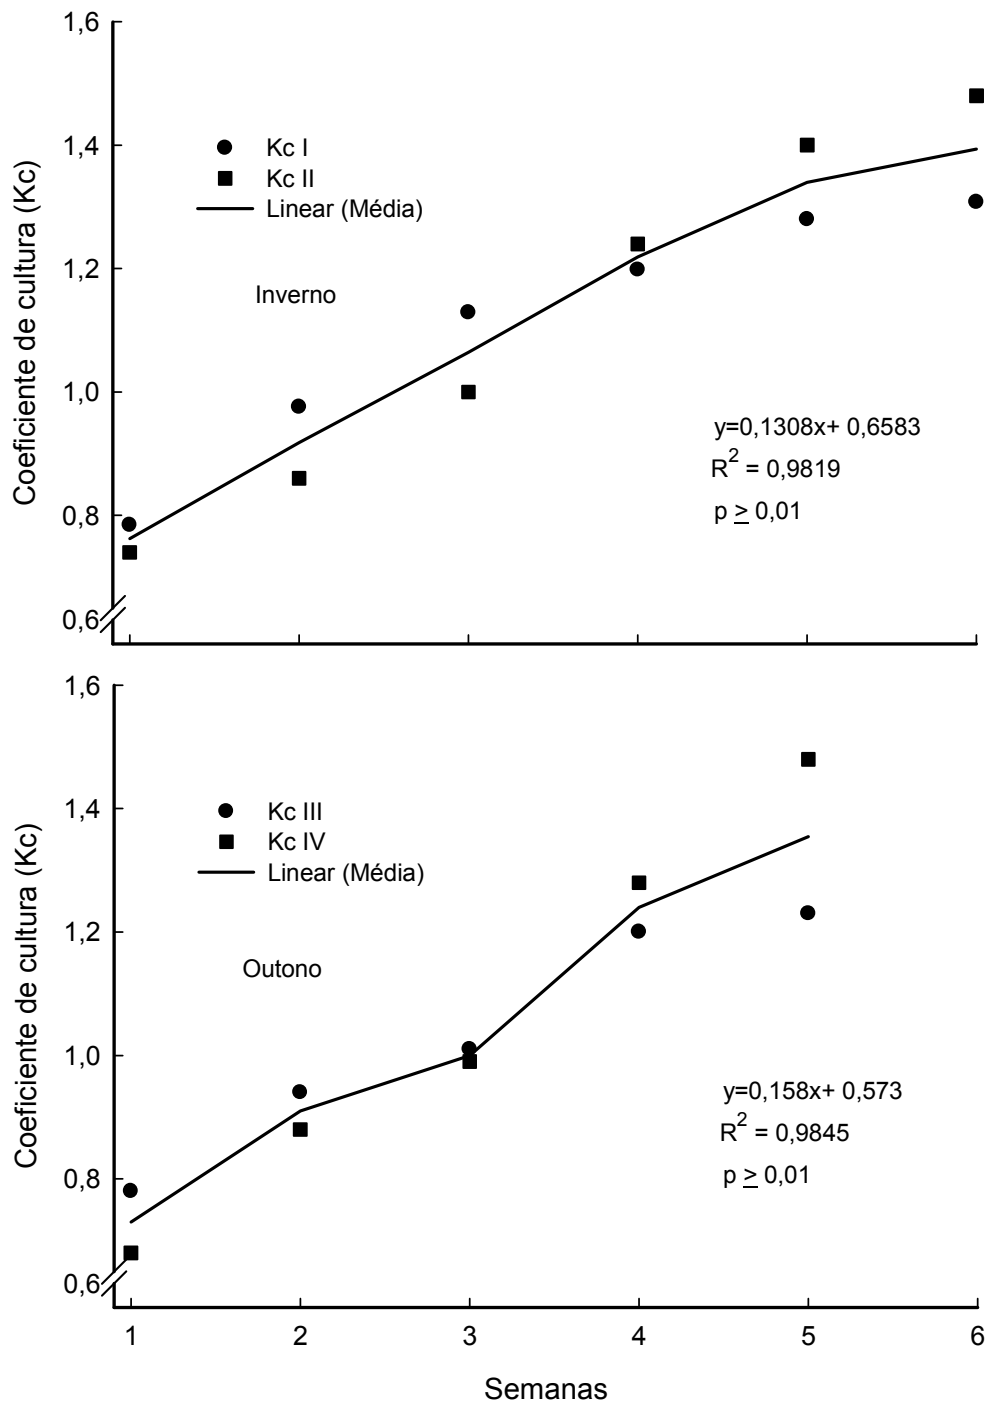 1,6
1,4
1,2
1,0
0,8
0,6
Coeficiente de cultura (Kc)
Kc I
Kc II
Linear (Média)
Inverno
y=0,1308x+ 0,6583
R² = 0,9819
p ≥ 0,01
1,6
1,4
1,2
1,0
0,8
0,6
Coeficiente de cultura (Kc)
Kc III
Kc IV
Linear (Média)
Outono
y=0,158x+ 0,573
R² = 0,9845
p ≥ 0,01
1 2 3 4 5 6
Semanas